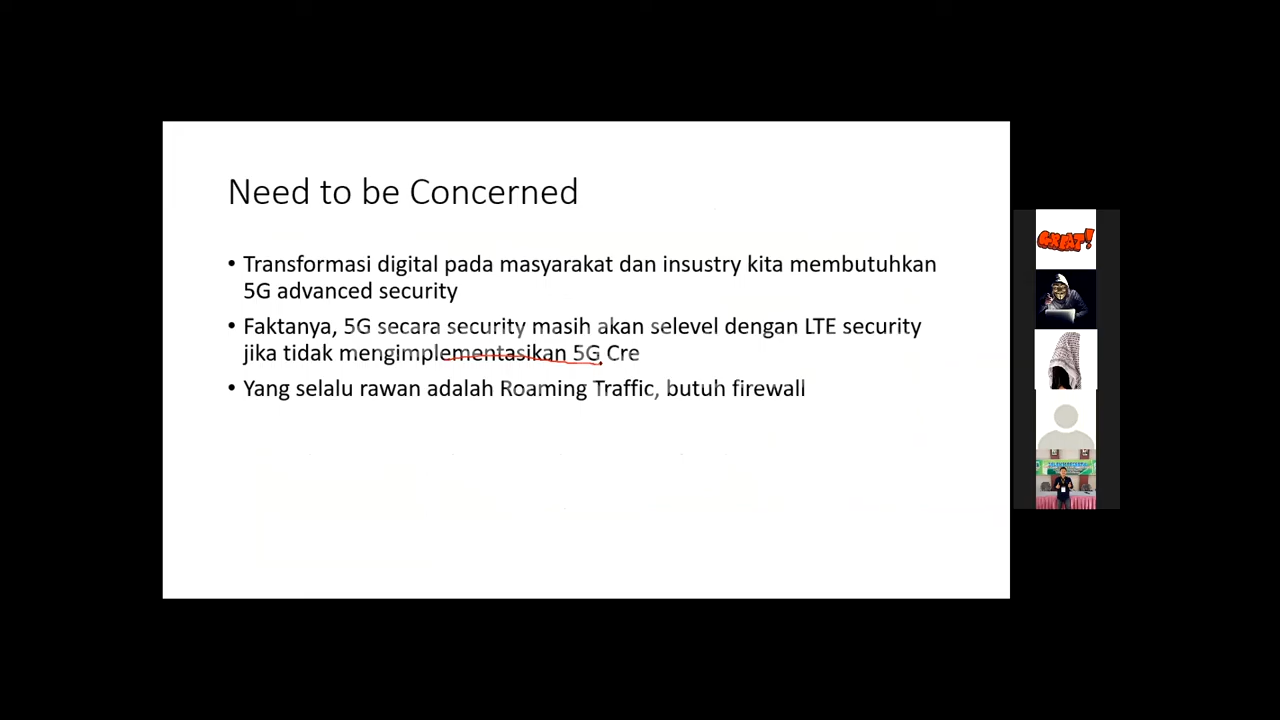 Need to be Concerned
• Transformasi digital pada masyarakat dan insustry kita membutuhkan
5G advanced security
• Faktanya, 5G secara security masih akan selevel dengan LTE security
jika tidak mengimplementasikan 5G Cre
• Yang selalu rawan adalah Roaming Traffic, butuh firewall
GREAT!